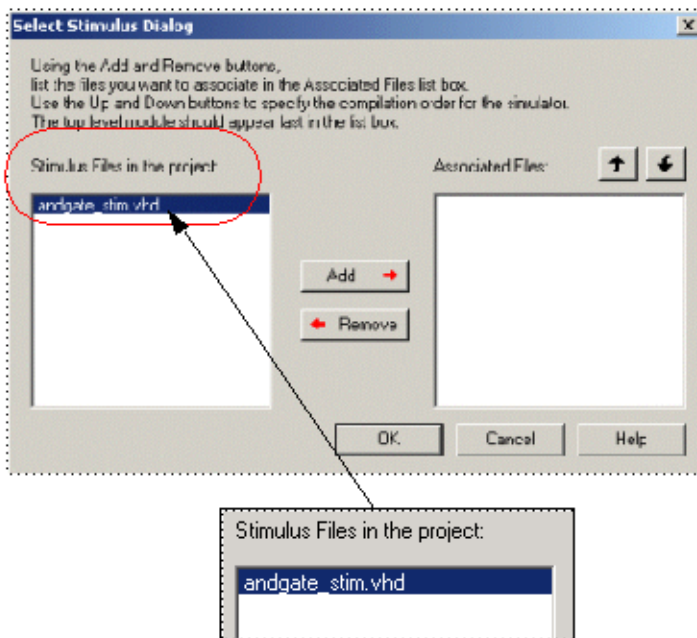 Select Stimulus Dialog
Using the Add and Remove buttons,
list the files you want to associate in the Associated Files list box.
Use the Up and Down buttons to specify the compilation order for the simulator.
The top level module should appear last in the list box.
Stimulus Files in the project:
Associated Files:
andgate_stim.vhd
Add
Remove
OK
Cancel
Help
Stimulus Files in the project:
andgate_stim.vhd